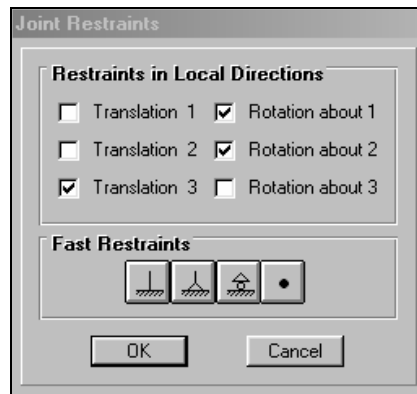 Joint Restraints
Restraints in Local Directions
Translation 1 Rotation about 1
Translation 2 Rotation about 2
Translation 3 Rotation about 3
Fast Restraints
OK Cancel